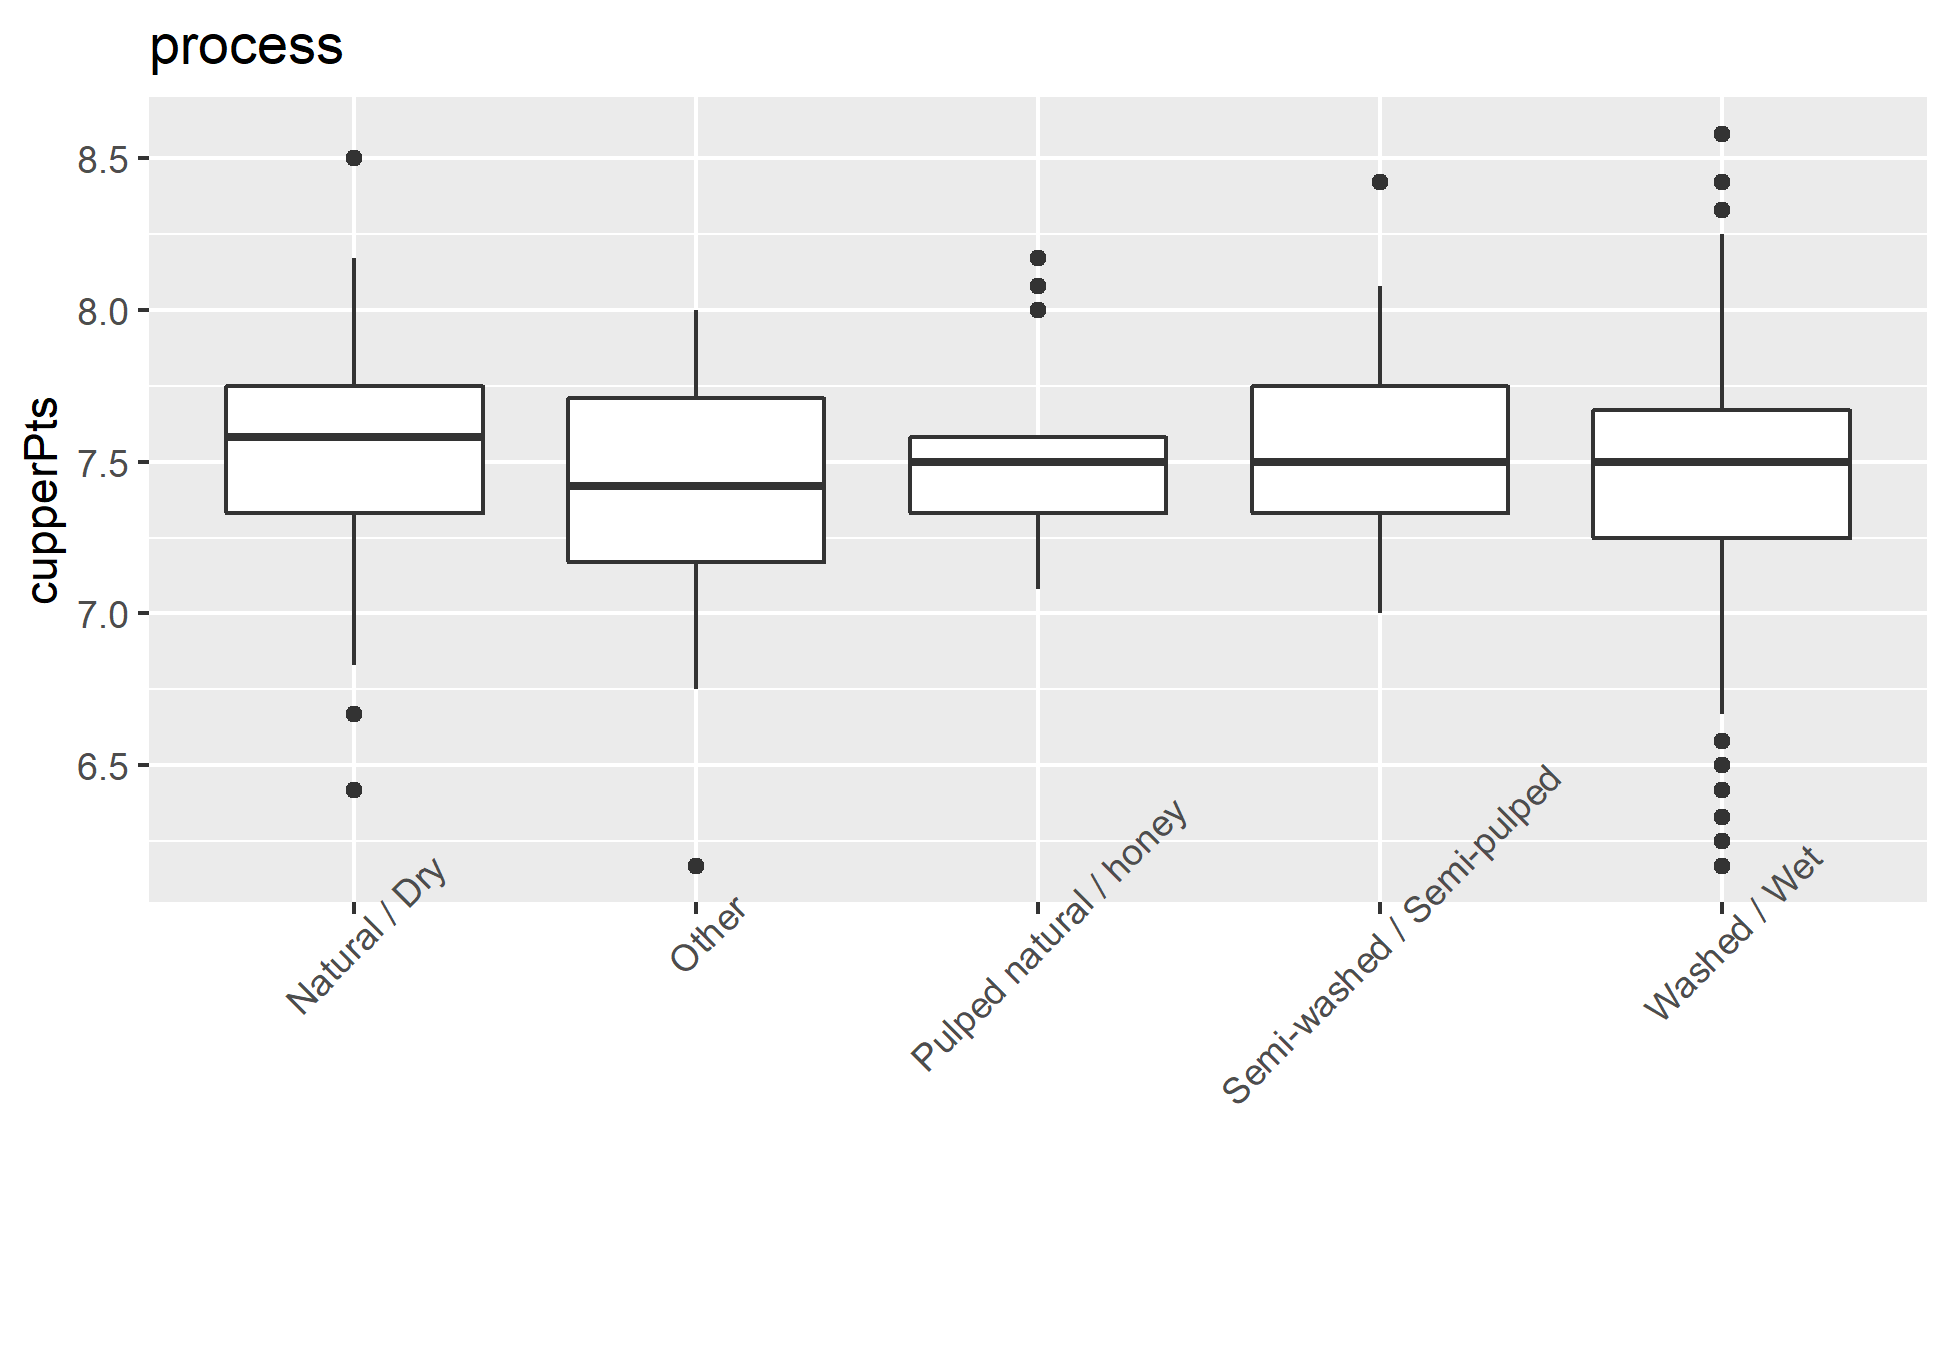 process
cupperPts
8.5
8.0
7.5
7.0
6.5
Natural / Dry
Other
Pulped natural / honey
Semi-washed / Semi-pulped
Washed / Wet